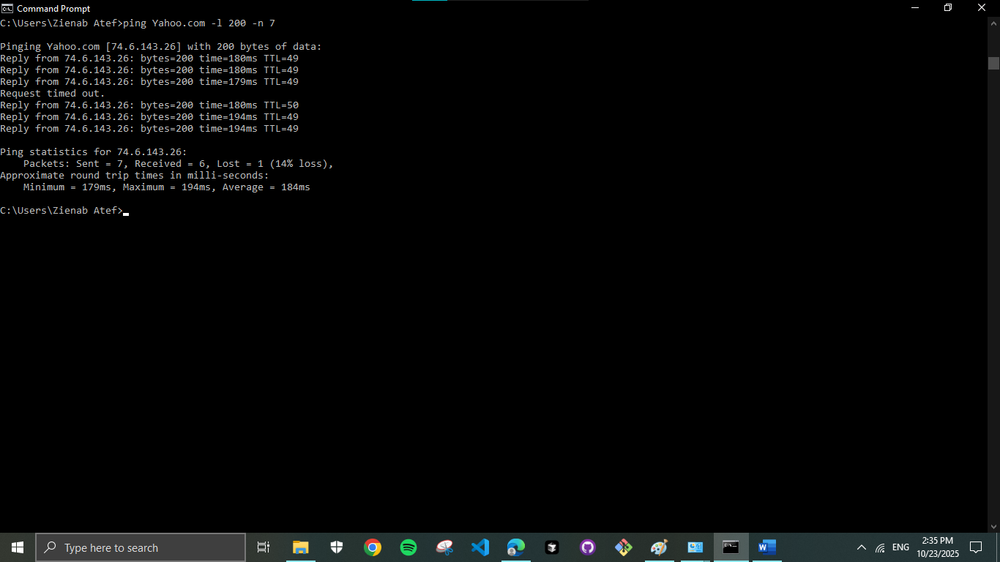 Command Prompt
C:\Users\Zienab Atef>ping Yahoo.com -l 200 -n 7
Pinging Yahoo.com [74.6.143.26] with 200 bytes of data:
Reply from 74.6.143.26: bytes=200 time=180ms TTL=49
Reply from 74.6.143.26: bytes=200 time=180ms TTL=49
Reply from 74.6.143.26: bytes=200 time=179ms TTL=49
Request timed out.
Reply from 74.6.143.26: bytes=200 time=180ms TTL=50
Reply from 74.6.143.26: bytes=200 time=194ms TTL=49
Reply from 74.6.143.26: bytes=200 time=194ms TTL=49
Ping statistics for 74.6.143.26:
    Packets: Sent = 7, Received = 6, Lost = 1 (14% loss),
Approximate round trip times in milli-seconds:
    Minimum = 179ms, Maximum = 194ms, Average = 184ms
C:\Users\Zienab Atef>
Type here to search
ENG
2:35 PM
10/23/2025